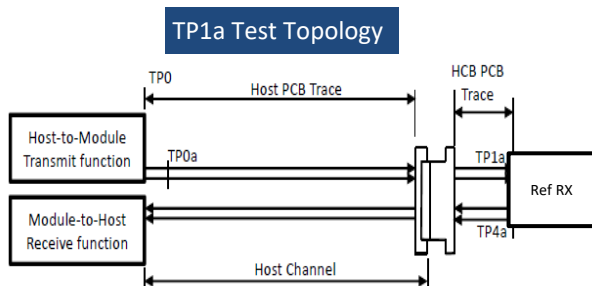 TP1a Test Topology
TP0
Host PCB Trace
HCB PCB
Trace
Host-to-Module
Transmit function
TP0a
TP1a
Ref RX
Module-to-Host
Receive function
TP4a
Host Channel